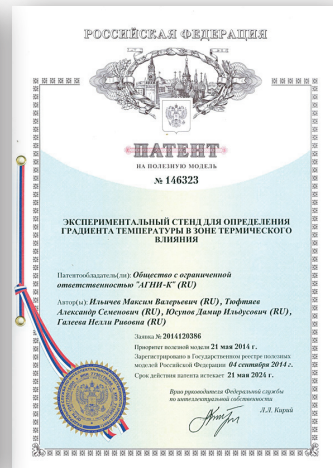 РОССИЙСКАЯ ФЕДЕРАЦИЯ
ПАТЕНТ
НА ПОЛЕЗНУЮ МОДЕЛЬ
№ 146323
ЭКСПЕРИМЕНТАЛЬНЫЙ СТЕНД ДЛЯ ОПРЕДЕЛЕНИЯ
ГРАДИЕНТА ТЕМПЕРАТУРЫ В ЗОНЕ ТЕРМИЧЕСКОГО
ВЛИЯНИЯ
Патентообладатель(ли): Общество с ограниченной
ответственностью "АГНИ-К" (RU)
Автор(ы): Ильичев Максим Валерьевич (RU), Тюфтяев
Александр Семенович (RU), Юсупов Дамир Ильдусович (RU),
Галеева Нелли Ривовна (RU)
Заявка № 2014120386
Приоритет полезной модели 21 мая 2014 г.
Зарегистрировано в Государственном реестре полезных
моделей Российской Федерации 04 сентября 2014 г.
Срок действия патента истекает 21 мая 2024 г.
Врио руководителя Федеральной службы
по интеллектуальной собственности
Л.Л. Кирий